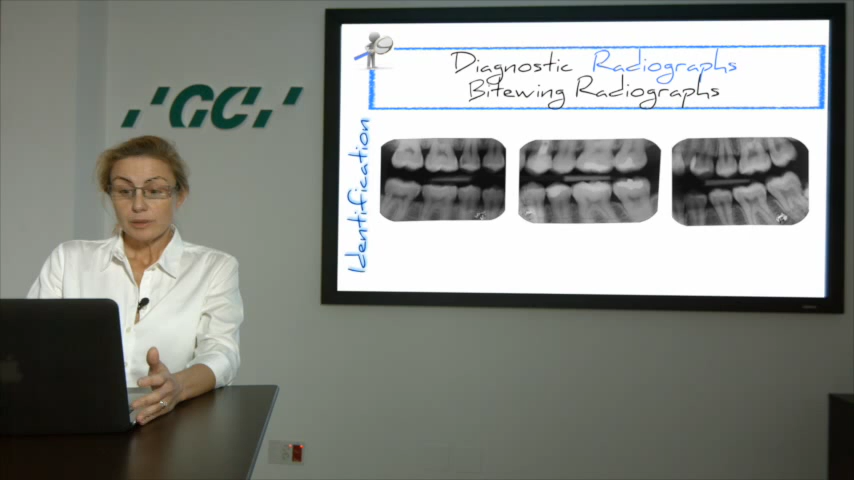 GC
Diagnostic Radiographs
Bitewing Radiographs
Identification